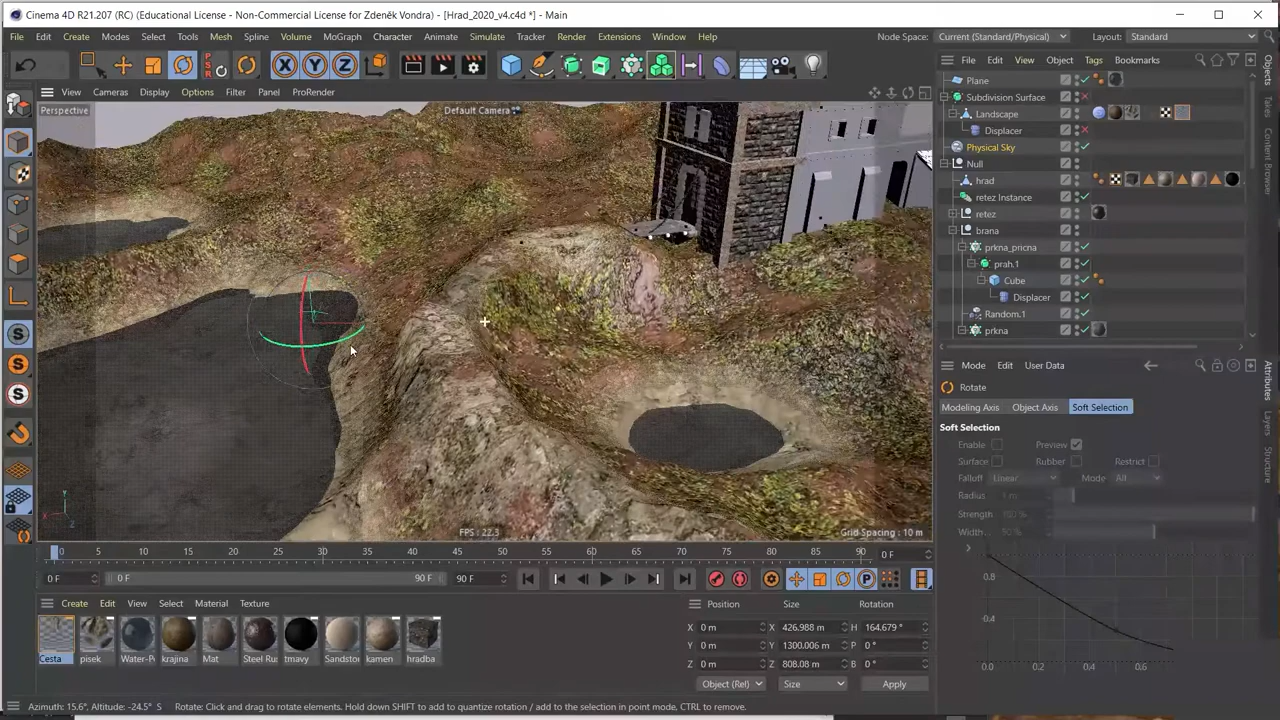 Cinema 4D R21.207 (RC) (Educational License - Non-Commercial License for Zdeněk Vondra) - [Hrad_2020_v4.c4d *] - Main
File Edit Create Modes Select Tools Mesh Spline Volume MoGraph Character Animate Simulate Tracker Render Extensions Window Help Node Space: Current (Standard/Physical) Layout: Standard
P S R X Y Z
File Edit View Object Tags Bookmarks
View Cameras Display Options Filter Panel ProRender
Perspective Default Camera
Plane
Subdivision Surface
Landscape
Displacer
Physical Sky
Null
hrad
retez Instance
retez
brana
prkna_pricna
prah.1
Cube
Displacer
Random.1
prkna
Objects
Takes
Content Browser
Mode Edit User Data
Rotate
Modeling Axis Object Axis Soft Selection
Soft Selection
Enable Preview
Surface Rubber Restrict
Falloff Linear Mode All
Radius 1 m
Strength 100 %
Width 50 %
0.8
0.4
0.0 0.2 0.4 0.6
Attributes
Layers
Structure
S
S
S
Y X Z
FPS : 22.3 Grid Spacing : 10 m
0 5 10 15 20 25 30 35 40 45 50 55 60 65 70 75 80 85 90 0 F
0 F 0 F 90 F 90 F P
Create Edit View Select Material Texture
Cesta pisek Water-P krajina Mat Steel Ru tmavy Sandsto kamen hradba
Position Size Rotation
X 0 m X 426.988 m H 164.679 °
Y 0 m Y 1300.006 m P 0 °
Z 0 m Z 808.08 m B 0 °
Object (Rel) Size Apply
Azimuth: 15.6°, Altitude: -24.5° S Rotate: Click and drag to rotate elements. Hold down SHIFT to add to quantize rotation / add to the selection in point mode, CTRL to remove.